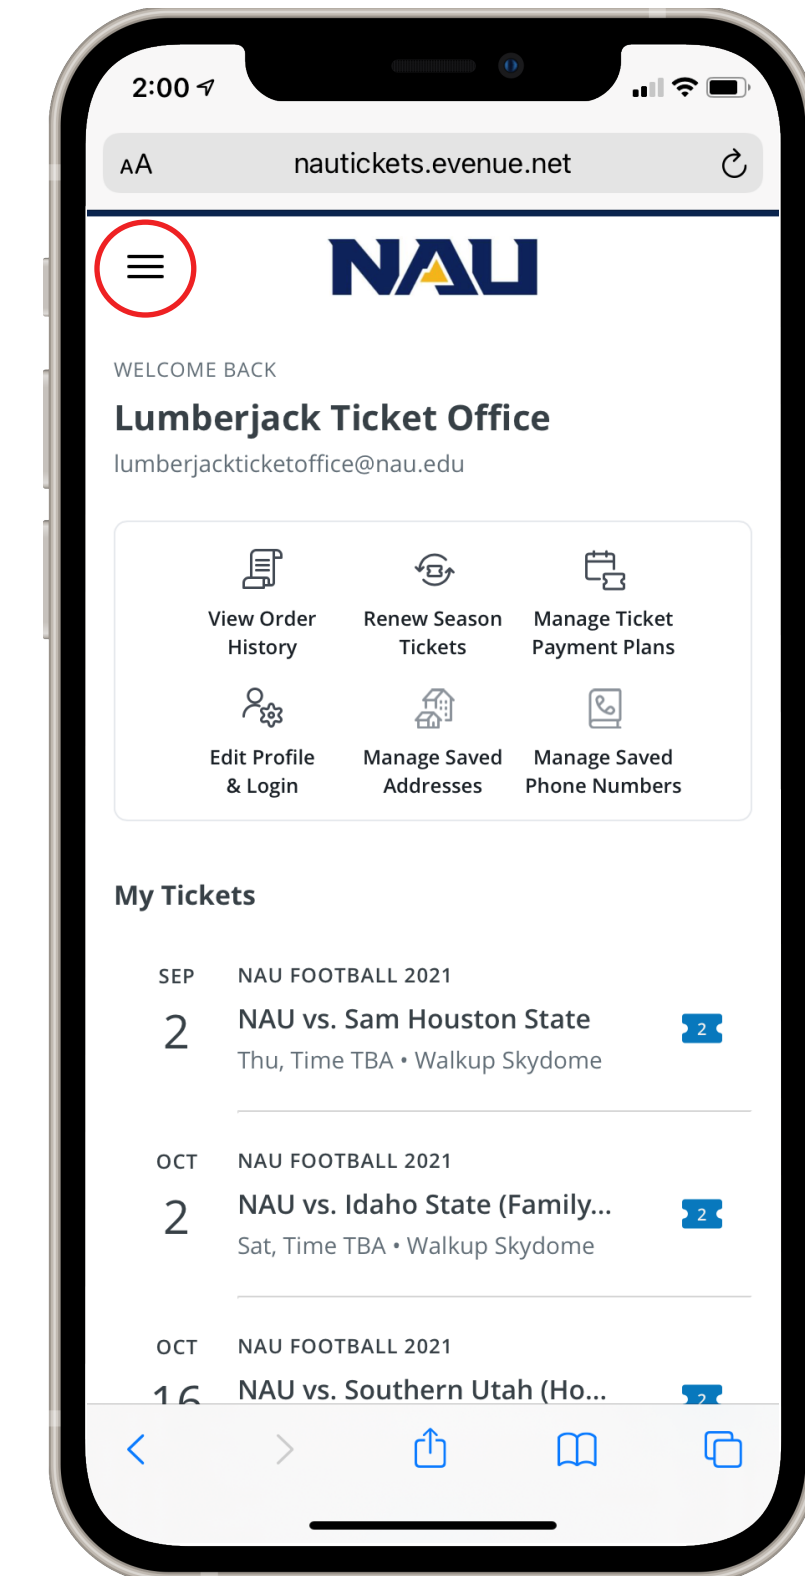 2:00
AA nautickets.evenue.net
NAU
WELCOME BACK
Lumberjack Ticket Office
lumberjackticketoffice@nau.edu
View Order Renew Season Manage Ticket
History Tickets Payment Plans
Edit Profile Manage Saved Manage Saved
& Login Addresses Phone Numbers
My Tickets
SEP NAU FOOTBALL 2021
2 NAU vs. Sam Houston State 2
Thu, Time TBA • Walkup Skydome
OCT NAU FOOTBALL 2021
2 NAU vs. Idaho State (Family... 2
Sat, Time TBA • Walkup Skydome
OCT NAU FOOTBALL 2021
16 NAU vs. Southern Utah (Ho... 2